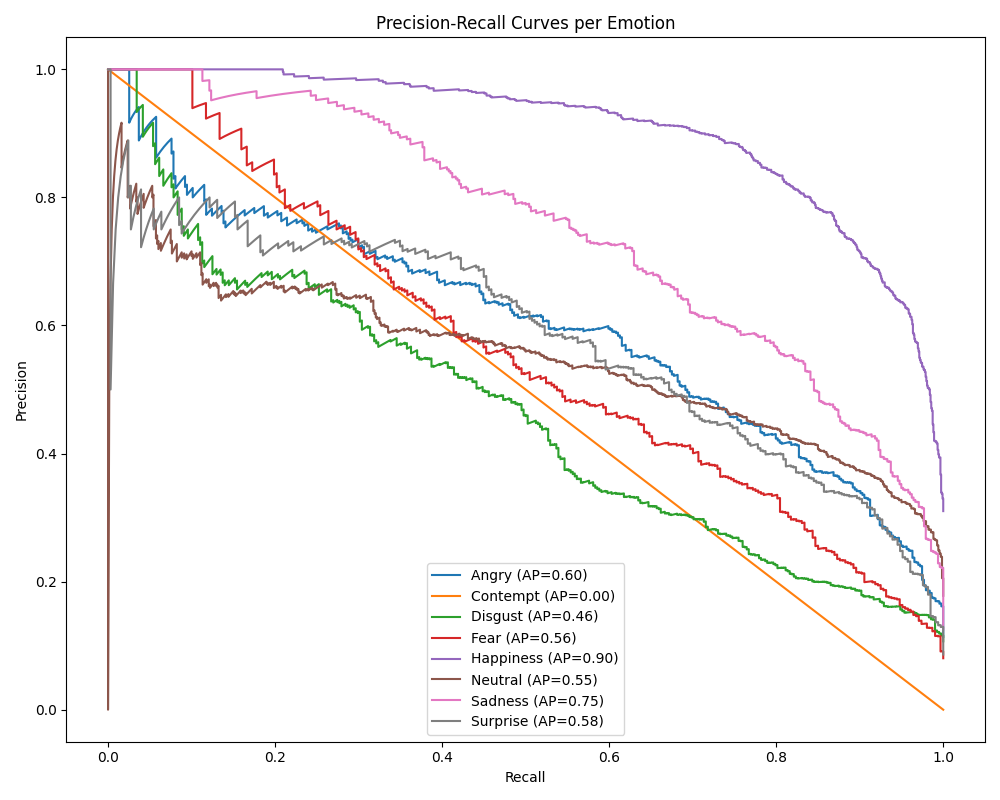 Precision-Recall Curves per Emotion
1.0
0.8
0.6
0.4
0.2
0.0
Precision
Angry (AP=0.60)
Contempt (AP=0.00)
Disgust (AP=0.46)
Fear (AP=0.56)
Happiness (AP=0.90)
Neutral (AP=0.55)
Sadness (AP=0.75)
Surprise (AP=0.58)
0.0 0.2 0.4 0.6 0.8 1.0
Recall